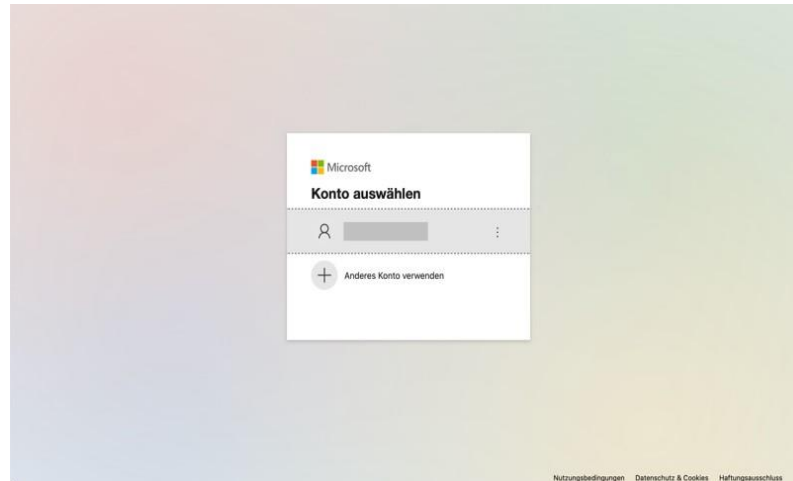 Microsoft
Konto auswählen
Anderes Konto verwenden
Nutzungsbedingungen Datenschutz & Cookies Haftungsausschluss